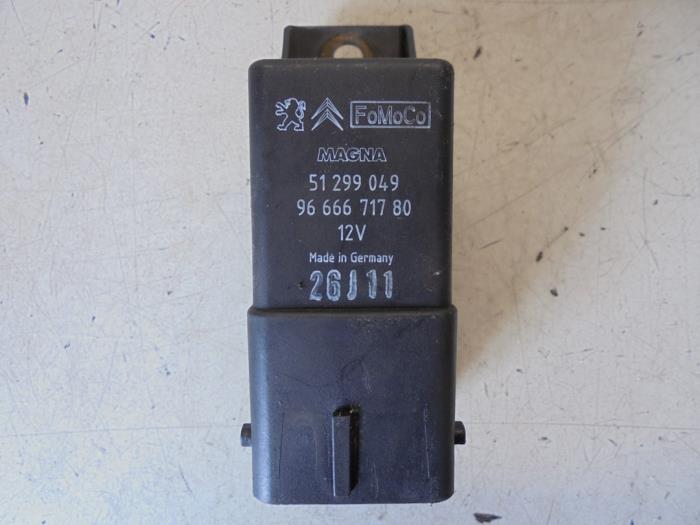 FoMoCo
MAGNA
51 299 049
96 666 717 80
12V
Made in Germany
26J11